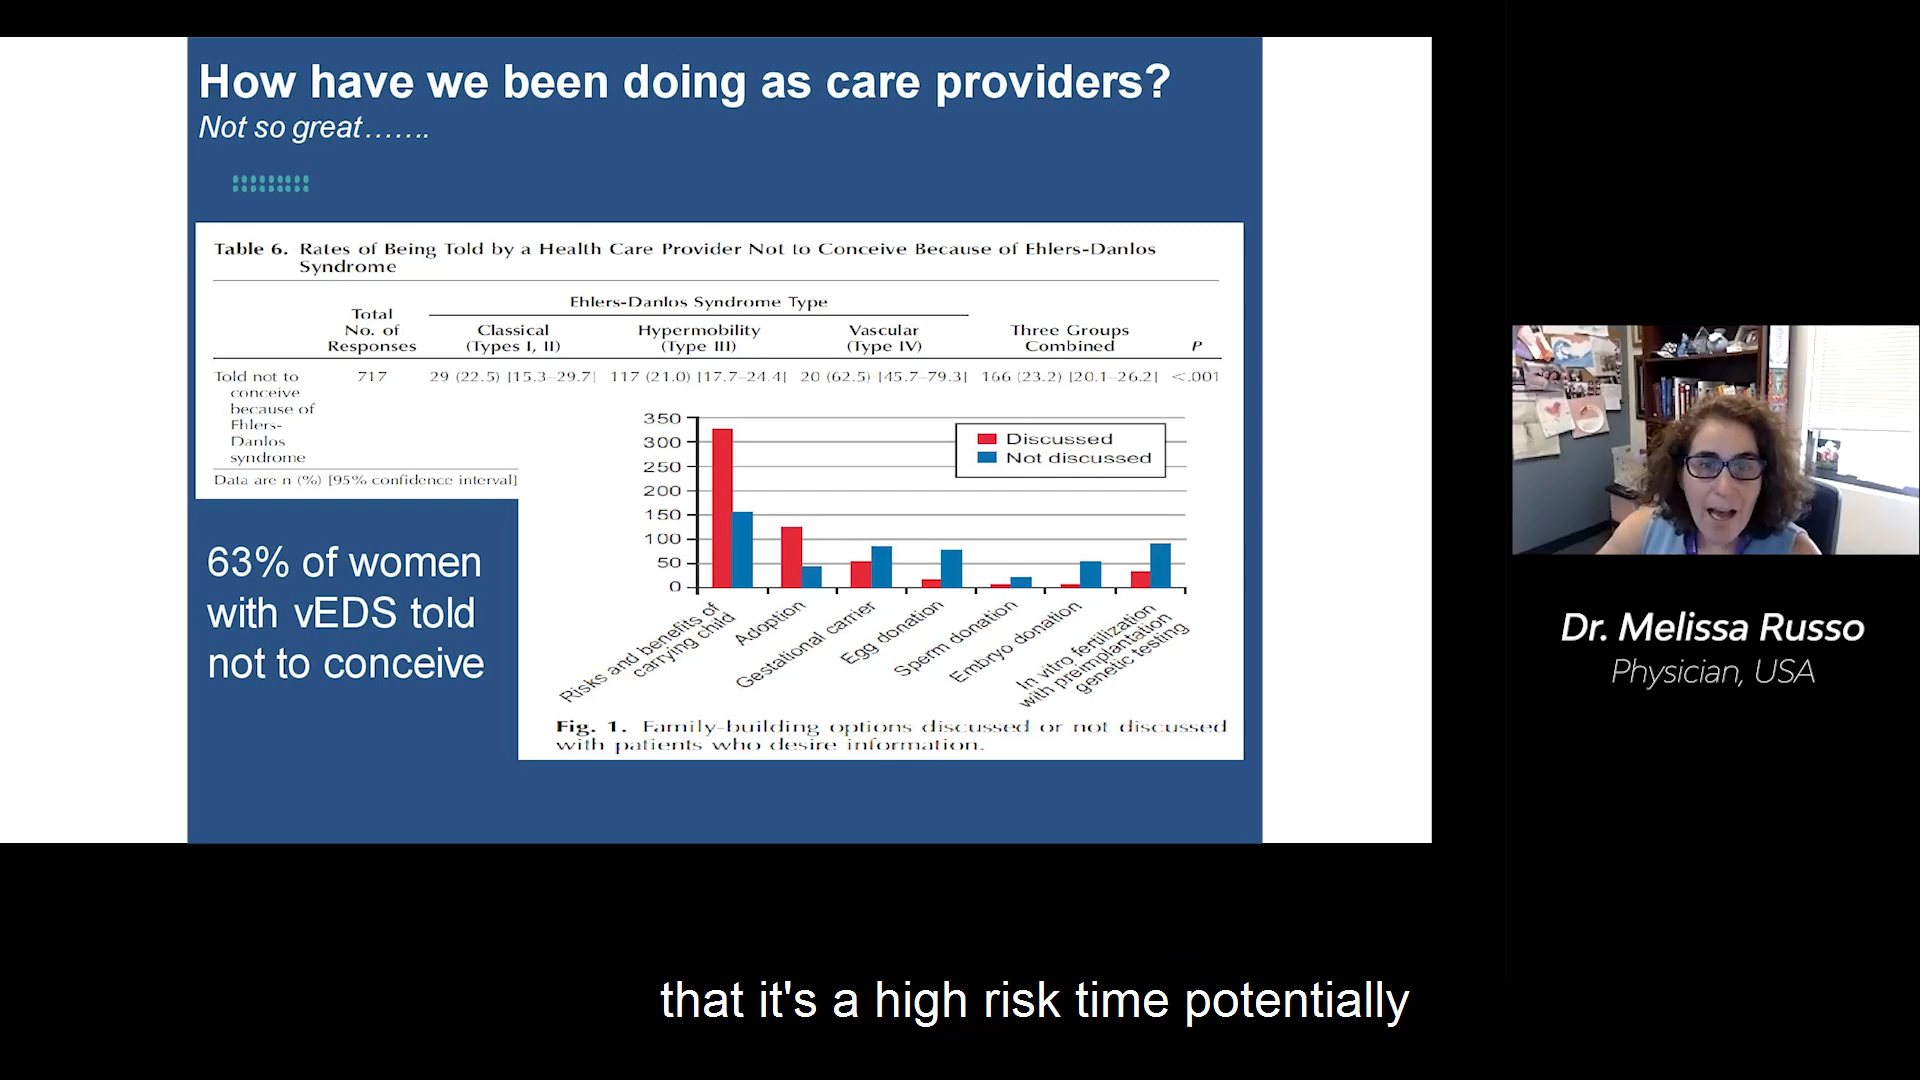 How have we been doing as care providers?
Not so great…….
Table 6. Rates of Being Told by a Health Care Provider Not to Conceive Because of Ehlers-Danlos
Syndrome
Ehlers-Danlos Syndrome Type
Total
No. of
Responses
Classical
(Types I, II)
Hypermobility
(Type III)
Vascular
(Type IV)
Three Groups
Combined
P
Told not to
conceive
because of
Ehlers-
Danlos
syndrome
717
29 (22.5) [15.3–29.7]
117 (21.0) [17.7–24.4]
20 (62.5) [45.7–79.3]
166 (23.2) [20.1–26.2]
<.001
Data are n (%) [95% confidence interval]
350
300
250
200
150
100
50
0
Discussed
Not discussed
Risks and benefits of
carrying child
Adoption
Gestational carrier
Egg donation
Sperm donation
Embryo donation
In vitro fertilization
with preimplantation
genetic testing
Fig. 1. Family-building options discussed or not discussed
with patients who desire information.
63% of women
with vEDS told
not to conceive
Dr. Melissa Russo
Physician, USA
that it's a high risk time potentially